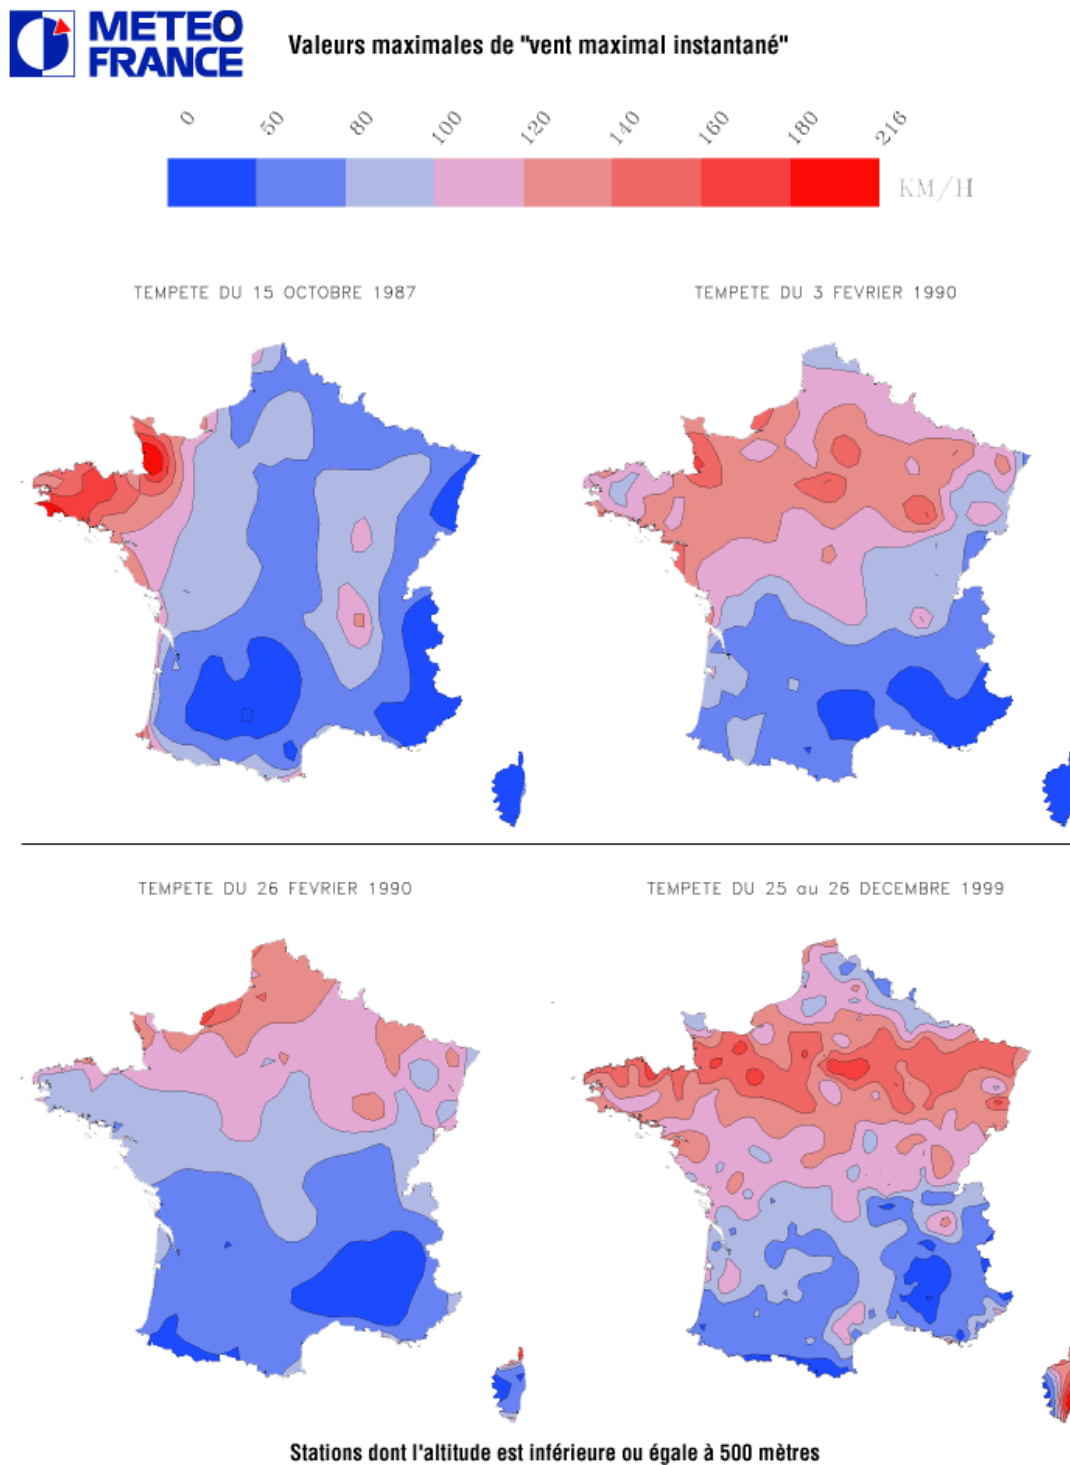 METEO
FRANCE
Valeurs maximales de "vent maximal instantané"
0 50 80 100 120 140 160 180 216
KM/H
TEMPETE DU 15 OCTOBRE 1987
TEMPETE DU 3 FEVRIER 1990
TEMPETE DU 26 FEVRIER 1990
TEMPETE DU 25 au 26 DECEMBRE 1999
Stations dont l'altitude est inférieure ou égale à 500 mètres